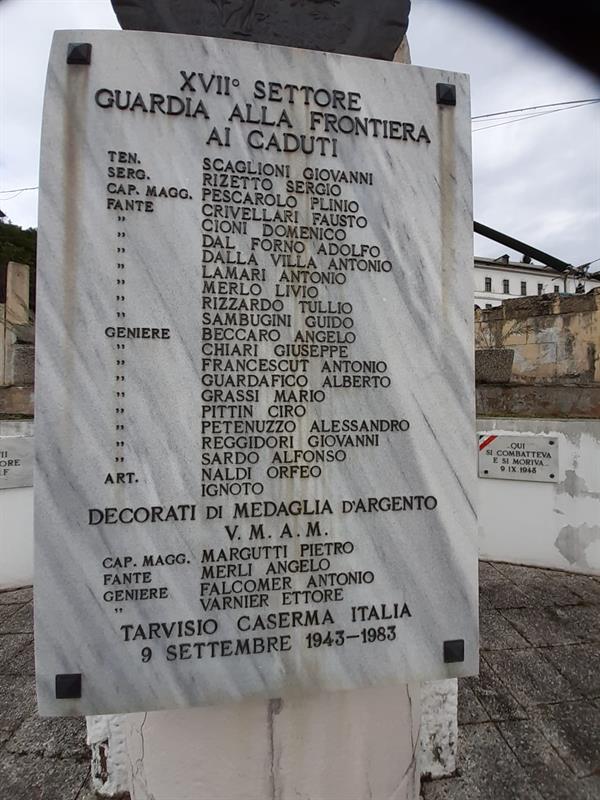 XVII° SETTORE
GUARDIA ALLA FRONTIERA
AI CADUTI
TEN. SCAGLIONI GIOVANNI
SERG. RIZETTO SERGIO
CAP. MAGG. PESCAROLO PLINIO
FANTE CRIVELLARI FAUSTO
„ CIONI DOMENICO
„ DAL FORNO ADOLFO
„ DALLA VILLA ANTONIO
„ LAMARI ANTONIO
„ MERLO LIVIO
„ RIZZARDO TULLIO
„ SAMBUGINI GUIDO
GENIERE BECCARO ANGELO
„ CHIARI GIUSEPPE
„ FRANCESCUT ANTONIO
„ GUARDAFICO ALBERTO
„ GRASSI MARIO
„ PITTIN CIRO
„ PETENUZZO ALESSANDRO
„ REGGIDORI GIOVANNI
„ SARDO ALFONSO
ART. NALDI ORFEO
IGNOTO
DECORATI DI MEDAGLIA D'ARGENTO
V. M. A. M.
CAP. MAGG. MARGUTTI PIETRO
FANTE MERLI ANGELO
GENIERE FALCOMER ANTONIO
„ VARNIER ETTORE
TARVISIO CASERMA ITALIA
9 SETTEMBRE 1943-1983
...QUI
SI COMBATTEVA
E SI MORIVA...
9 IX 1943